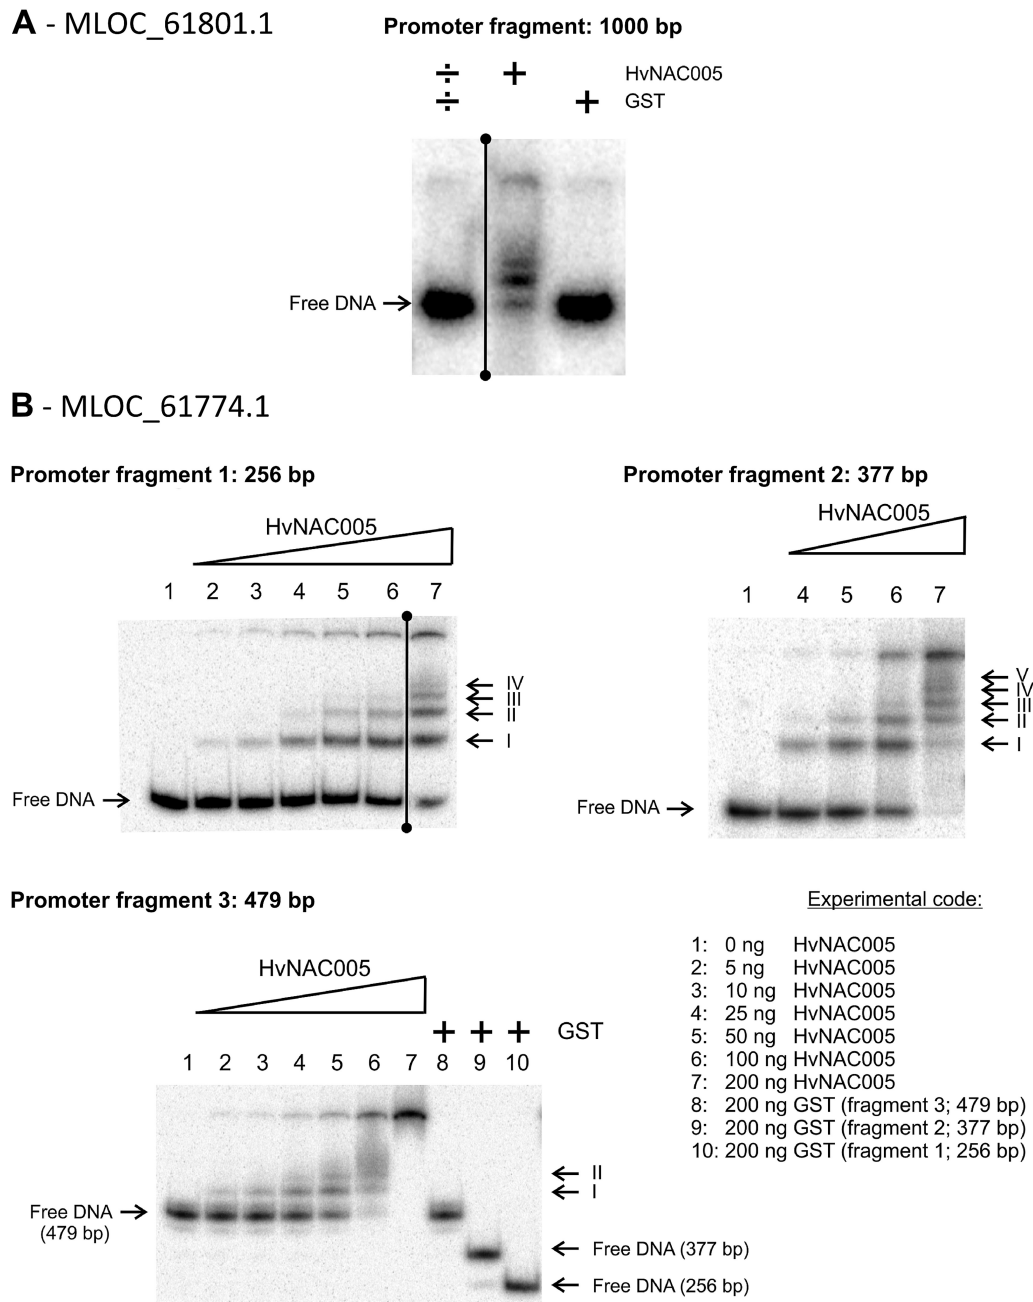 A - MLOC_61801.1
Promoter fragment: 1000 bp
÷ + HvNAC005
÷ + GST
Free DNA
B - MLOC_61774.1
Promoter fragment 1: 256 bp
HvNAC005
1 2 3 4 5 6 7
IV
III
II
I
Free DNA
Promoter fragment 2: 377 bp
HvNAC005
1 4 5 6 7
V
IV
III
II
I
Free DNA
Promoter fragment 3: 479 bp
HvNAC005
+ + + GST
1 2 3 4 5 6 7 8 9 10
II
I
Free DNA
(479 bp)
Free DNA (377 bp)
Free DNA (256 bp)
Experimental code:
1: 0 ng HvNAC005
2: 5 ng HvNAC005
3: 10 ng HvNAC005
4: 25 ng HvNAC005
5: 50 ng HvNAC005
6: 100 ng HvNAC005
7: 200 ng HvNAC005
8: 200 ng GST (fragment 3; 479 bp)
9: 200 ng GST (fragment 2; 377 bp)
10: 200 ng GST (fragment 1; 256 bp)